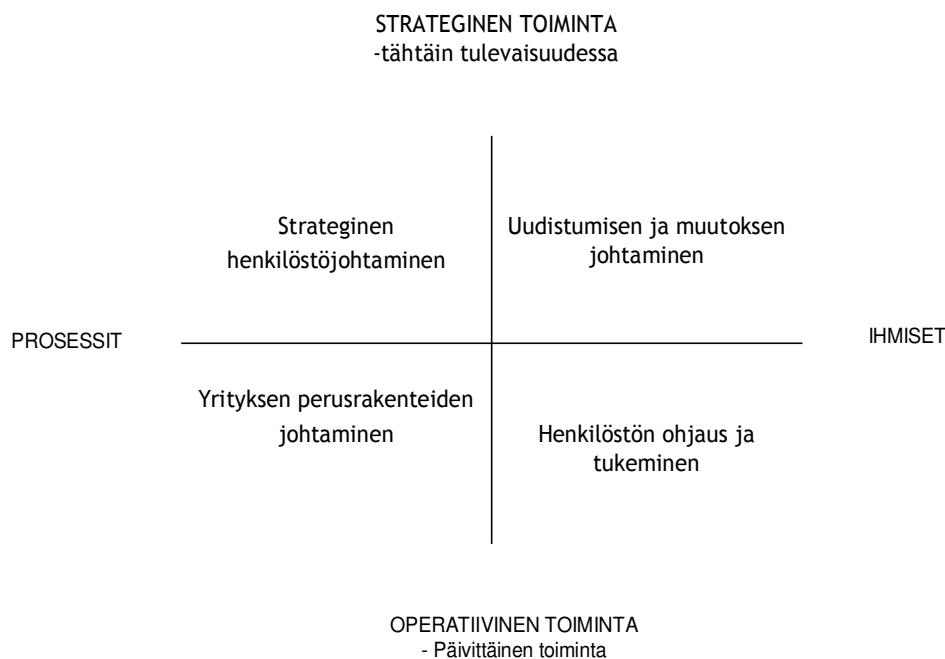 STRATEGINEN TOIMINTA
-tähtäin tulevaisuudessa
Strateginen
henkilöstöjohtaminen
Uudistumisen ja muutoksen
johtaminen
PROSESSIT
IHMISET
Yrityksen perusrakenteiden
johtaminen
Henkilöstön ohjaus ja
tukeminen
OPERATIIVINEN TOIMINTA
- Päivittäinen toiminta